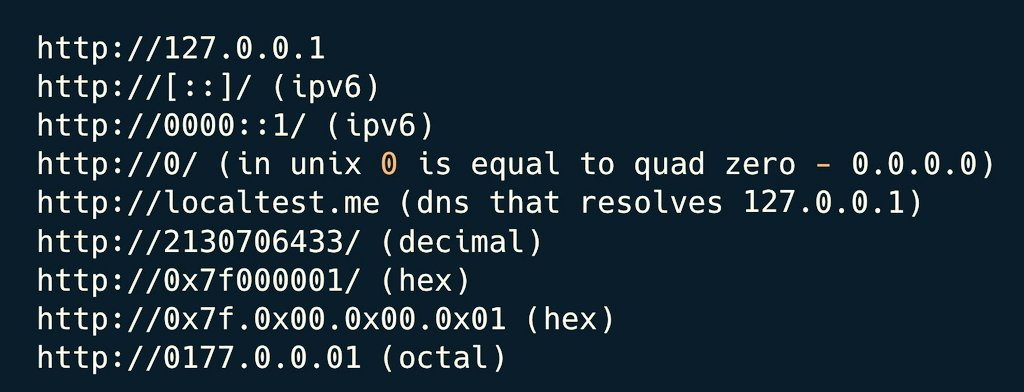 http://127.0.0.1
http://[::]/ (ipv6)
http://0000::1/ (ipv6)
http://0/ (in unix 0 is equal to quad zero - 0.0.0.0)
http://localtest.me (dns that resolves 127.0.0.1)
http://2130706433/ (decimal)
http://0x7f000001/ (hex)
http://0x7f.0x00.0x00.0x01 (hex)
http://0177.0.0.01 (octal)